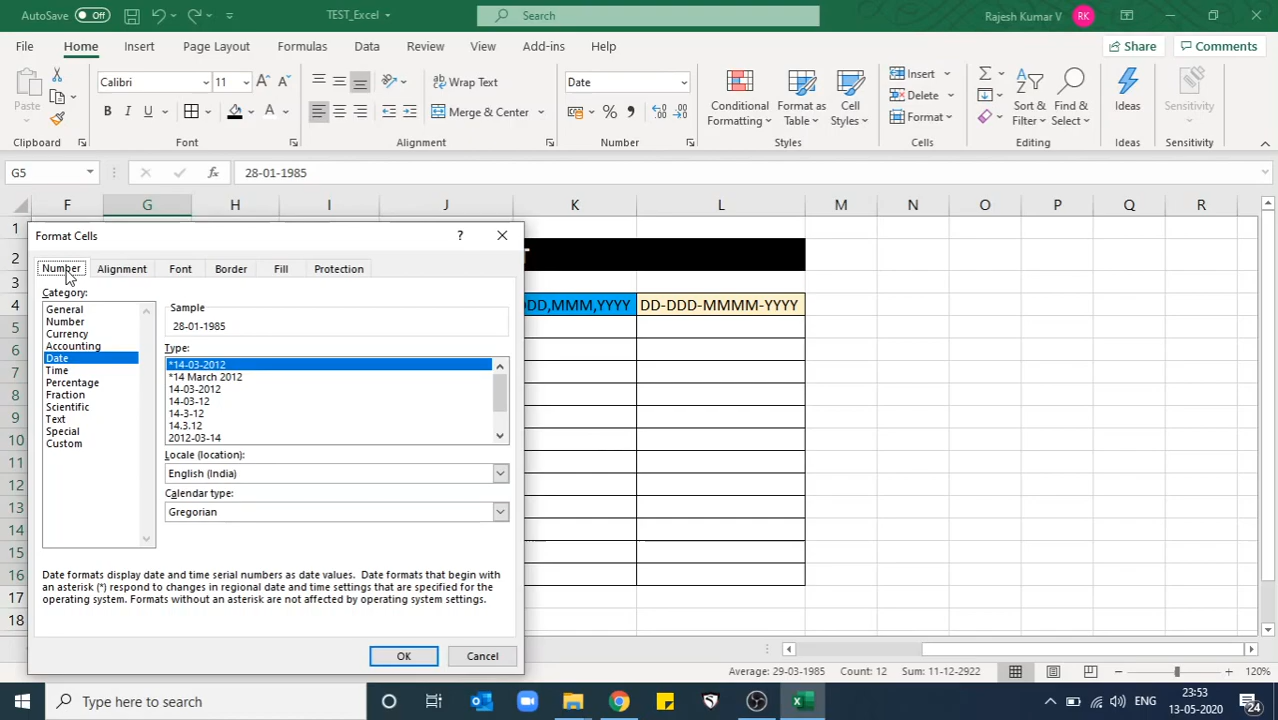 AutoSave Off TEST_Excel Search Rajesh Kumar V RK
File Home Insert Page Layout Formulas Data Review View Add-ins Help Share Comments
Paste Calibri 11 A A Wrap Text Date Conditional Formatting Format as Table Cell Styles Insert Sort & Filter Find & Select Ideas Sensitivity
B I U A Merge & Center % , Delete
Format
Clipboard Font Alignment Number Styles Cells Editing Ideas Sensitivity
G5 fx 28-01-1985
F G H I J K L M N O P Q R
1
2
3
4 DDD,MMM,YYYY DD-DDD-MMMM-YYYY
5
6
7
8
9
10
11
12
13
14
15
16
17
18
Format Cells ?
Number Alignment Font Border Fill Protection
Category:
General
Number
Currency
Accounting
Date
Time
Percentage
Fraction
Scientific
Text
Special
Custom
Sample
28-01-1985
Type:
*14-03-2012
*14 March 2012
14-03-2012
14-03-12
14-3-12
14.3.12
2012-03-14
Locale (location):
English (India)
Calendar type:
Gregorian
Date formats display date and time serial numbers as date values. Date formats that begin with
an asterisk (*) respond to changes in regional date and time settings that are specified for the
operating system. Formats without an asterisk are not affected by operating system settings.
OK Cancel
Average: 29-03-1985 Count: 12 Sum: 11-12-2922 120%
Type here to search ENG 23:53
13-05-2020 24